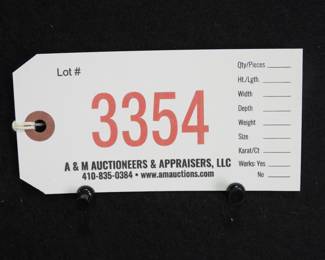 Lot #
3354
A & M AUCTIONEERS & APPRAISERS, LLC
410-835-0384 • www.amauctions.com
Qty/Pieces
Ht./Lgth
Width
Depth
Weight
Size
Karat/Ct
Works: Yes
No